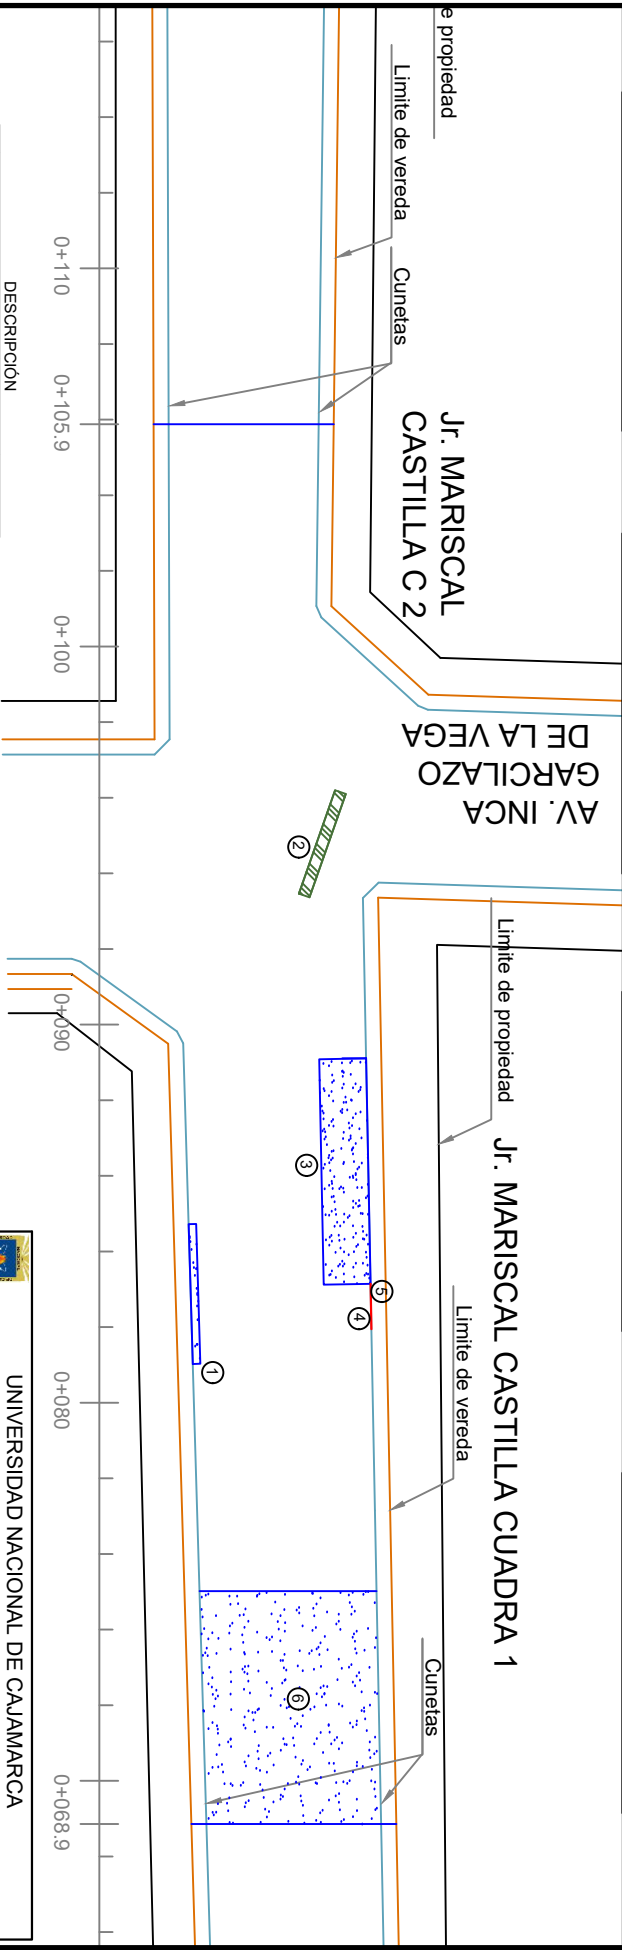 e propiedad
Limite de vereda
Cunetas
Jr. MARISCAL
CASTILLA C 2
0+110
0+105.9
0+100
DESCRIPCIÓN
AV. INCA
GARCILAZO
DE LA VEGA
2
Limite de propiedad
Jr. MARISCAL CASTILLA CUADRA 1
0+090
3
5
4
1
Limite de vereda
0+080
Cunetas
6
0+068.9
UNIVERSIDAD NACIONAL DE CAJAMARCA